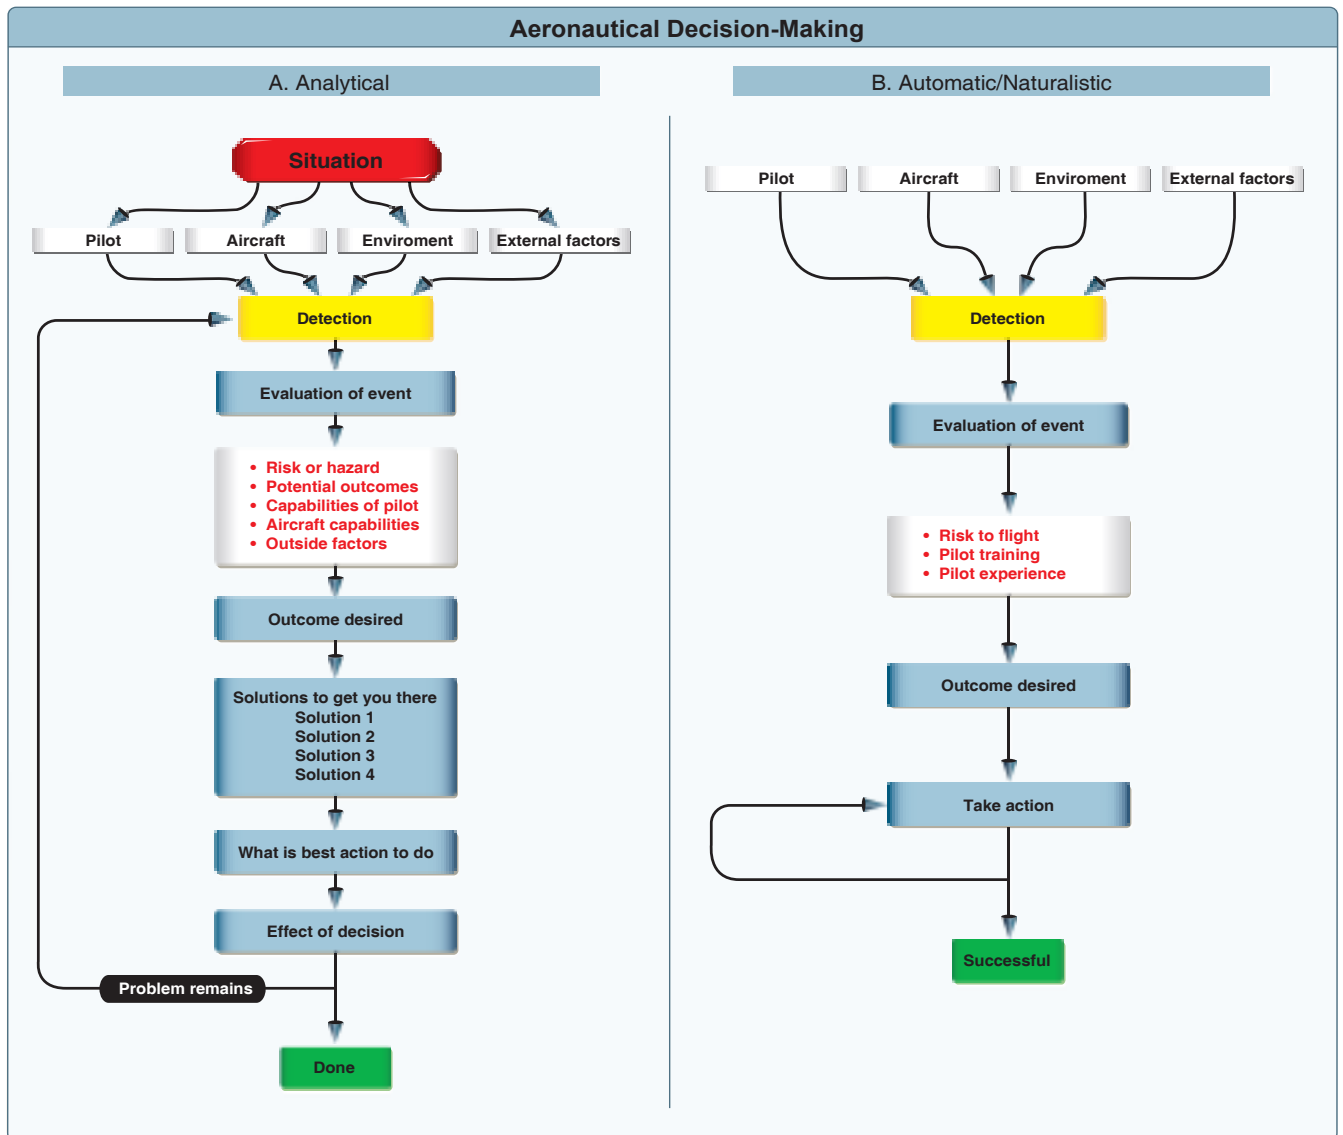 Aeronautical Decision-Making
A. Analytical
Situation
Pilot
Aircraft
Enviroment
External factors
Detection
Evaluation of event
• Risk or hazard
• Potential outcomes
• Capabilities of pilot
• Aircraft capabilities
• Outside factors
Outcome desired
Solutions to get you there
Solution 1
Solution 2
Solution 3
Solution 4
What is best action to do
Effect of decision
Problem remains
Done
B. Automatic/Naturalistic
Pilot
Aircraft
Enviroment
External factors
Detection
Evaluation of event
• Risk to flight
• Pilot training
• Pilot experience
Outcome desired
Take action
Successful